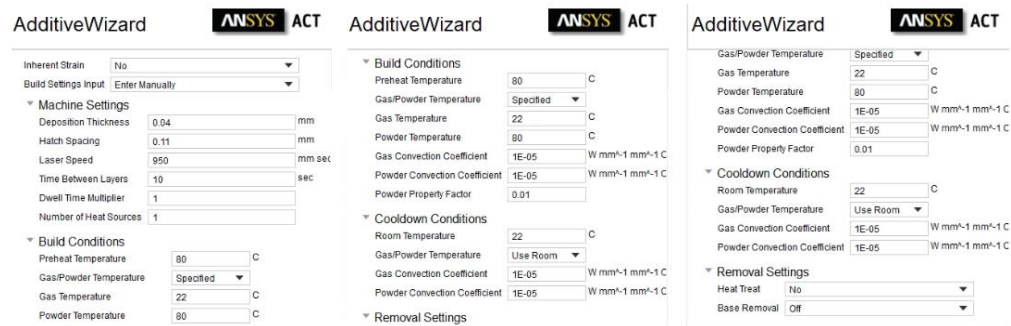 AdditiveWizard ANSYS ACT
Inherent Strain No
Build Settings Input Enter Manually
Machine Settings
Deposition Thickness 0.04 mm
Hatch Spacing 0.11 mm
Laser Speed 950 mm sec
Time Between Layers 10 sec
Dwell Time Multiplier 1
Number of Heat Sources 1
Build Conditions
Preheat Temperature 80 C
Gas/Powder Temperature Specified
Gas Temperature 22 C
Powder Temperature 80 C
AdditiveWizard ANSYS ACT
Build Conditions
Preheat Temperature 80 C
Gas/Powder Temperature Specified
Gas Temperature 22 C
Powder Temperature 80 C
Gas Convection Coefficient 1E-05 W mm^-1 mm^-1 C
Powder Convection Coefficient 1E-05 W mm^-1 mm^-1 C
Powder Property Factor 0.01
Cooldown Conditions
Room Temperature 22 C
Gas/Powder Temperature Use Room
Gas Convection Coefficient 1E-05 W mm^-1 mm^-1 C
Powder Convection Coefficient 1E-05 W mm^-1 mm^-1 C
Removal Settings
AdditiveWizard ANSYS ACT
Gas/Powder Temperature Specified
Gas Temperature 22 C
Powder Temperature 80 C
Gas Convection Coefficient 1E-05 W mm^-1 mm^-1 C
Powder Convection Coefficient 1E-05 W mm^-1 mm^-1 C
Powder Property Factor 0.01
Cooldown Conditions
Room Temperature 22 C
Gas/Powder Temperature Use Room
Gas Convection Coefficient 1E-05 W mm^-1 mm^-1 C
Powder Convection Coefficient 1E-05 W mm^-1 mm^-1 C
Removal Settings
Heat Treat No
Base Removal Off